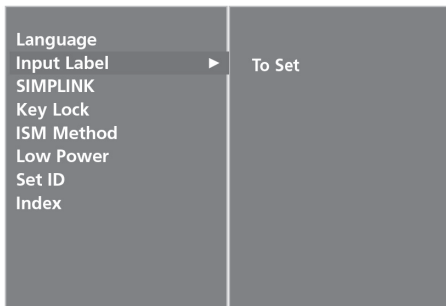 Language
Input Label ▶ To Set
SIMPLINK
Key Lock
ISM Method
Low Power
Set ID
Index